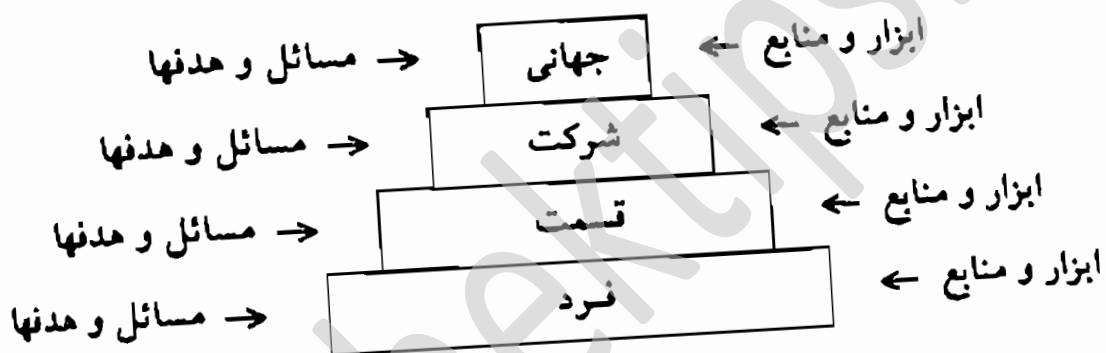 ابزار و منابع ← جهانی مسائل و هدفها →
ابزار و منابع ← شرکت مسائل و هدفها →
ابزار و منابع ← قسمت مسائل و هدفها →
ابزار و منابع ← فرد مسائل و هدفها →